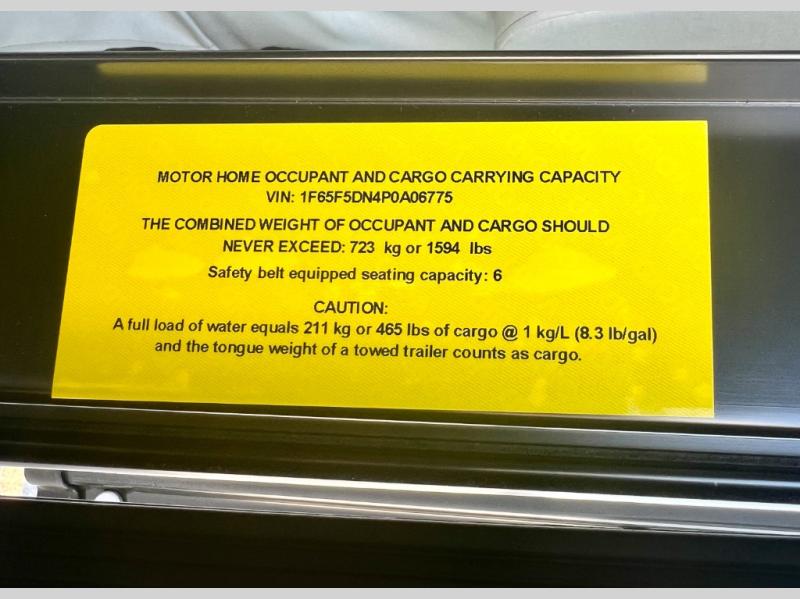 MOTOR HOME OCCUPANT AND CARGO CARRYING CAPACITY
VIN: 1F65F5DN4P0A06775
THE COMBINED WEIGHT OF OCCUPANT AND CARGO SHOULD
NEVER EXCEED: 723 kg or 1594 lbs
Safety belt equipped seating capacity: 6
CAUTION:
A full load of water equals 211 kg or 465 lbs of cargo @ 1 kg/L (8.3 lb/gal)
and the tongue weight of a towed trailer counts as cargo.